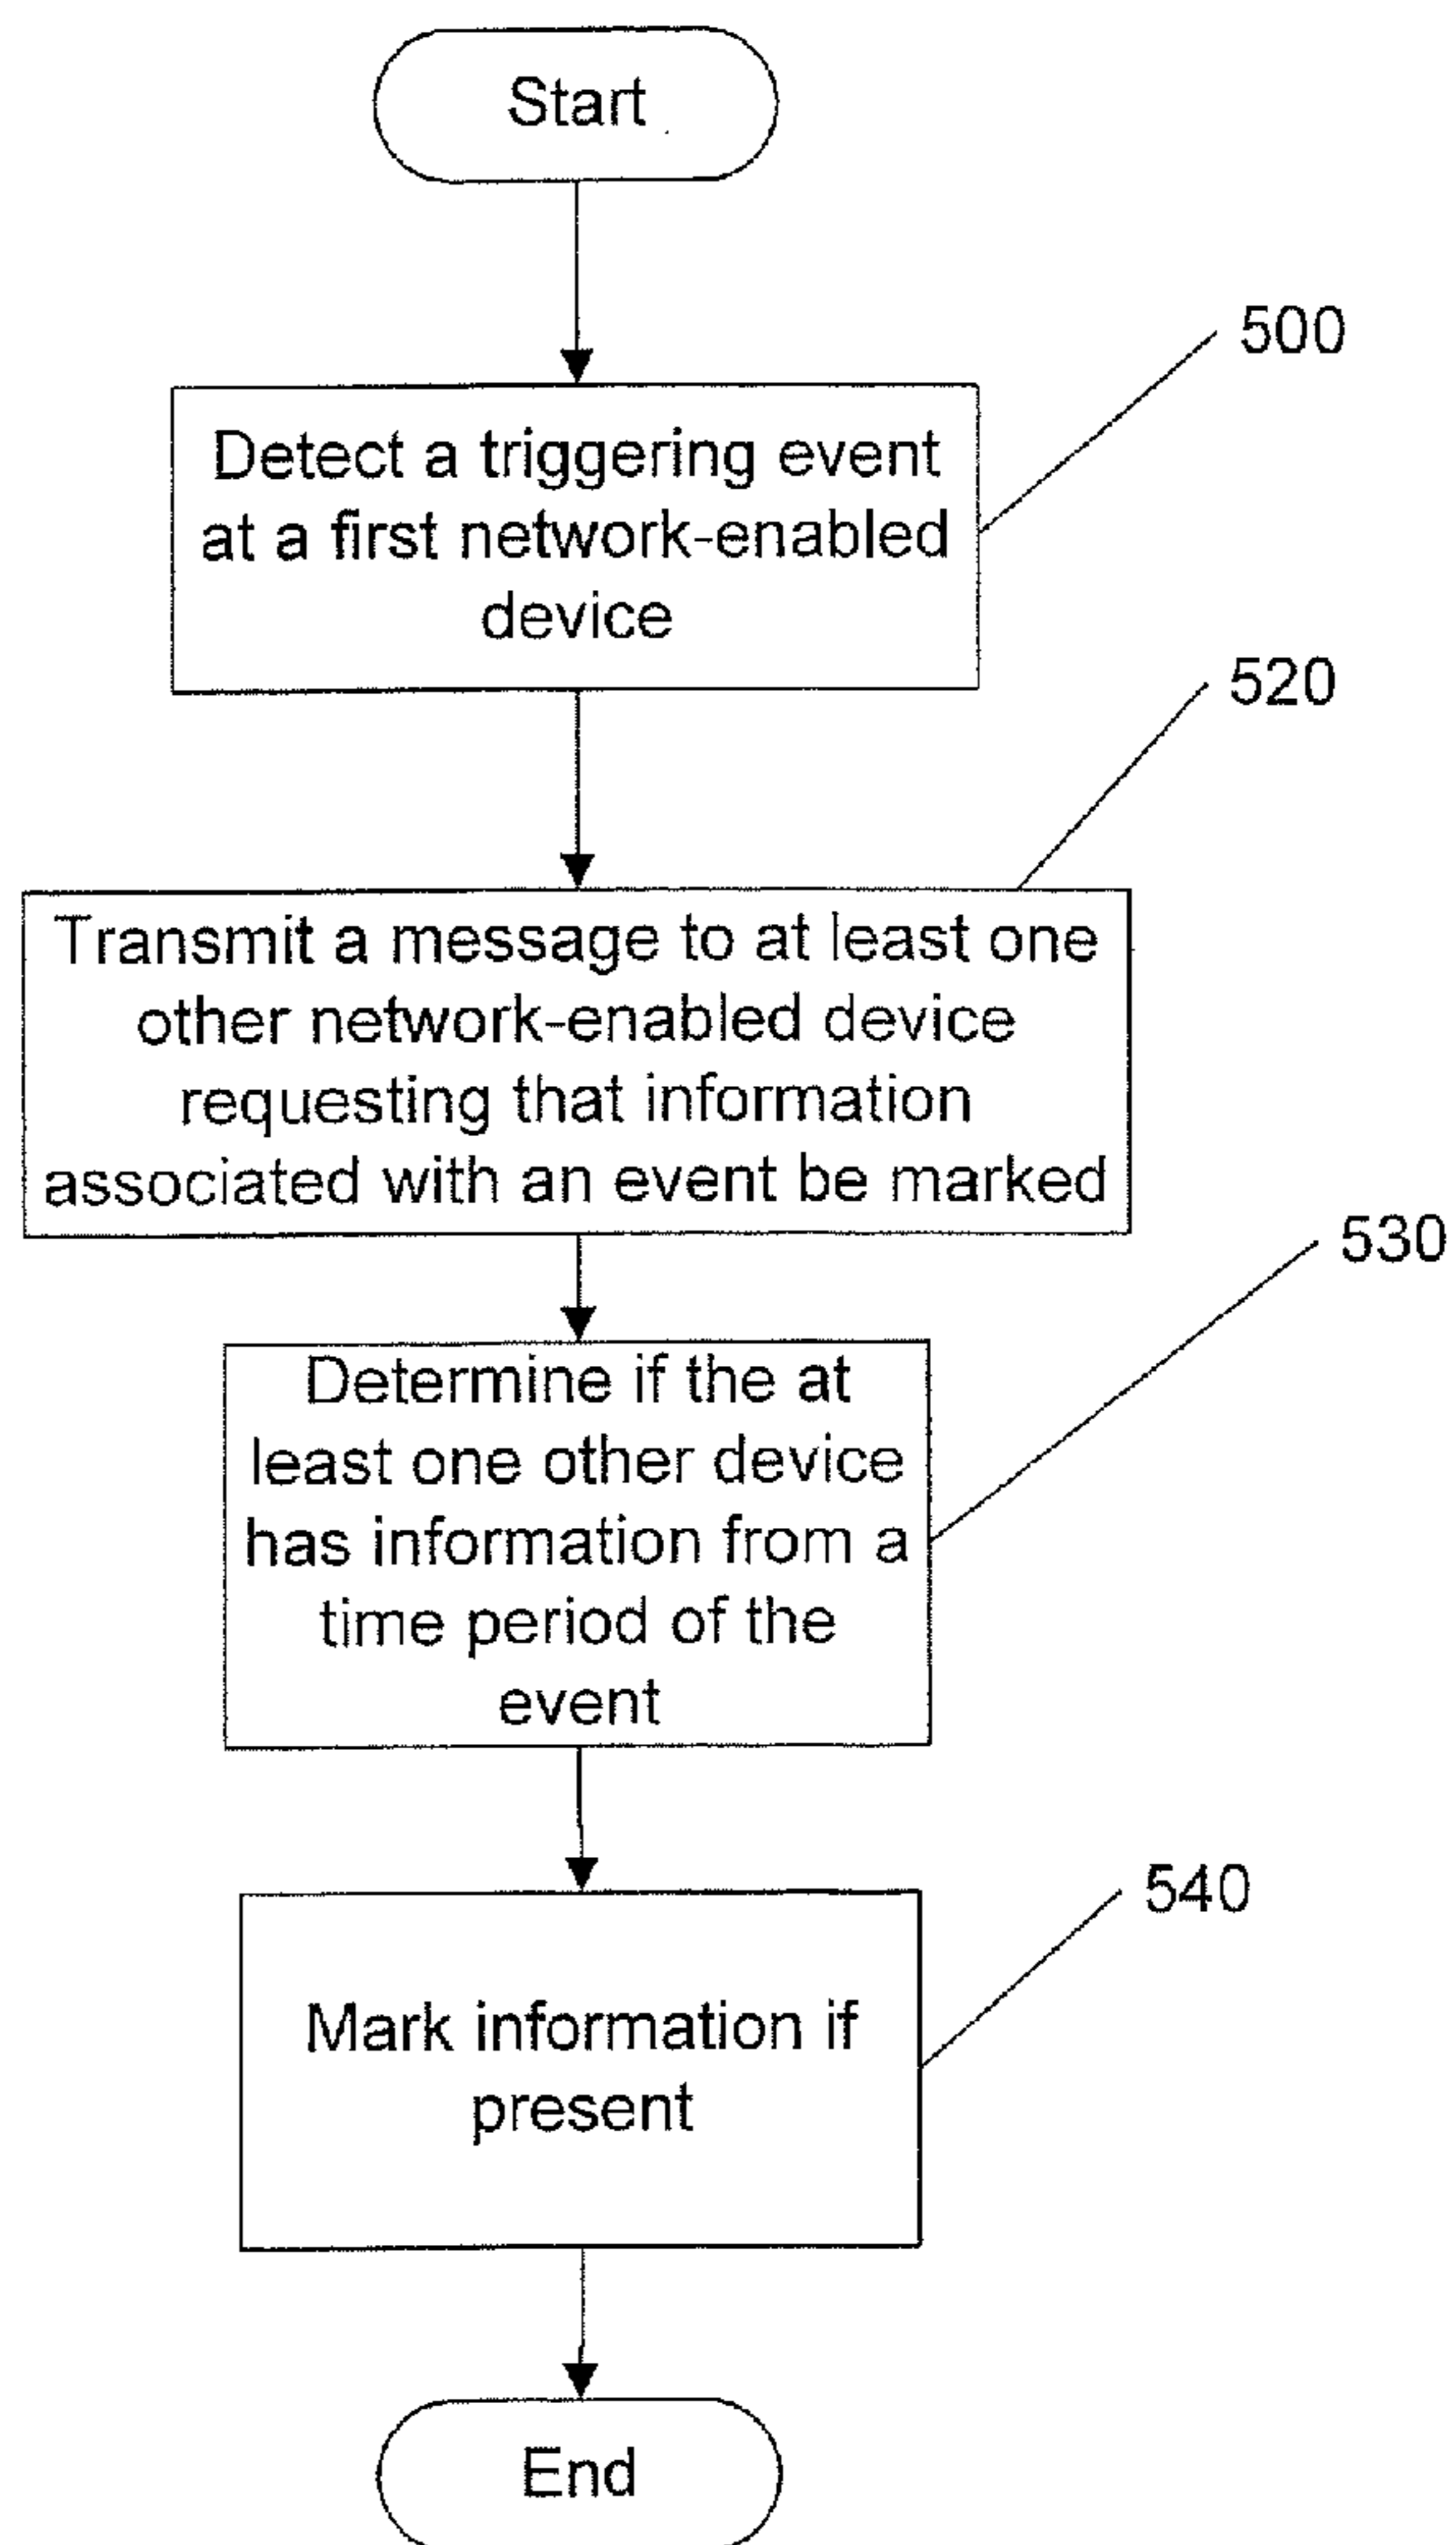 Start
500
Detect a triggering event
at a first network-enabled
device
520
Transmit a message to at least one
other network-enabled device
requesting that information
associated with an event be marked
530
Determine if the at
least one other device
has information from a
time period of the
event
540
Mark information if
present
End